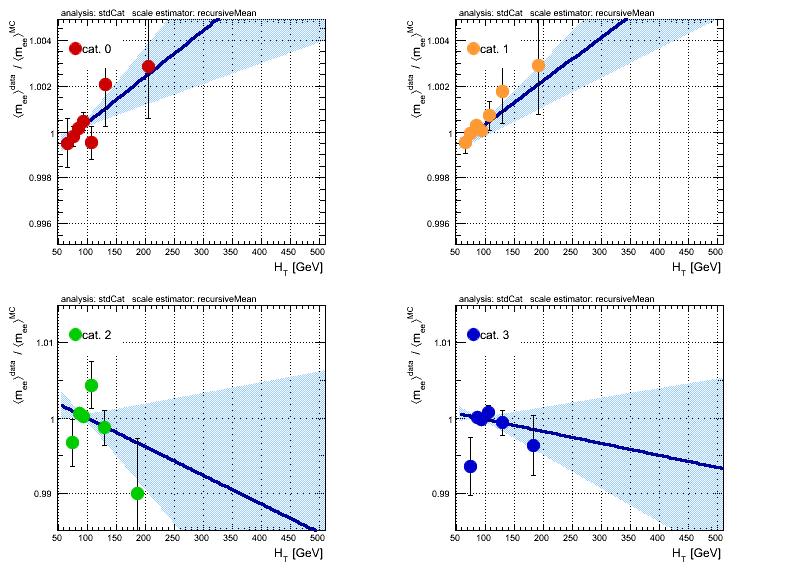 analysis: stdCat scale estimator: recursiveMean
cat. 0
⟨m_ee⟩^data / ⟨m_ee⟩^MC
1.004
1.002
1
0.998
0.996
50 100 150 200 250 300 350 400 450 500
H_T [GeV]
analysis: stdCat scale estimator: recursiveMean
cat. 1
⟨m_ee⟩^data / ⟨m_ee⟩^MC
1.004
1.002
1
0.998
0.996
50 100 150 200 250 300 350 400 450 500
H_T [GeV]
analysis: stdCat scale estimator: recursiveMean
cat. 2
⟨m_ee⟩^data / ⟨m_ee⟩^MC
1.01
1
0.99
50 100 150 200 250 300 350 400 450 500
H_T [GeV]
analysis: stdCat scale estimator: recursiveMean
cat. 3
⟨m_ee⟩^data / ⟨m_ee⟩^MC
1.01
1
0.99
50 100 150 200 250 300 350 400 450 500
H_T [GeV]